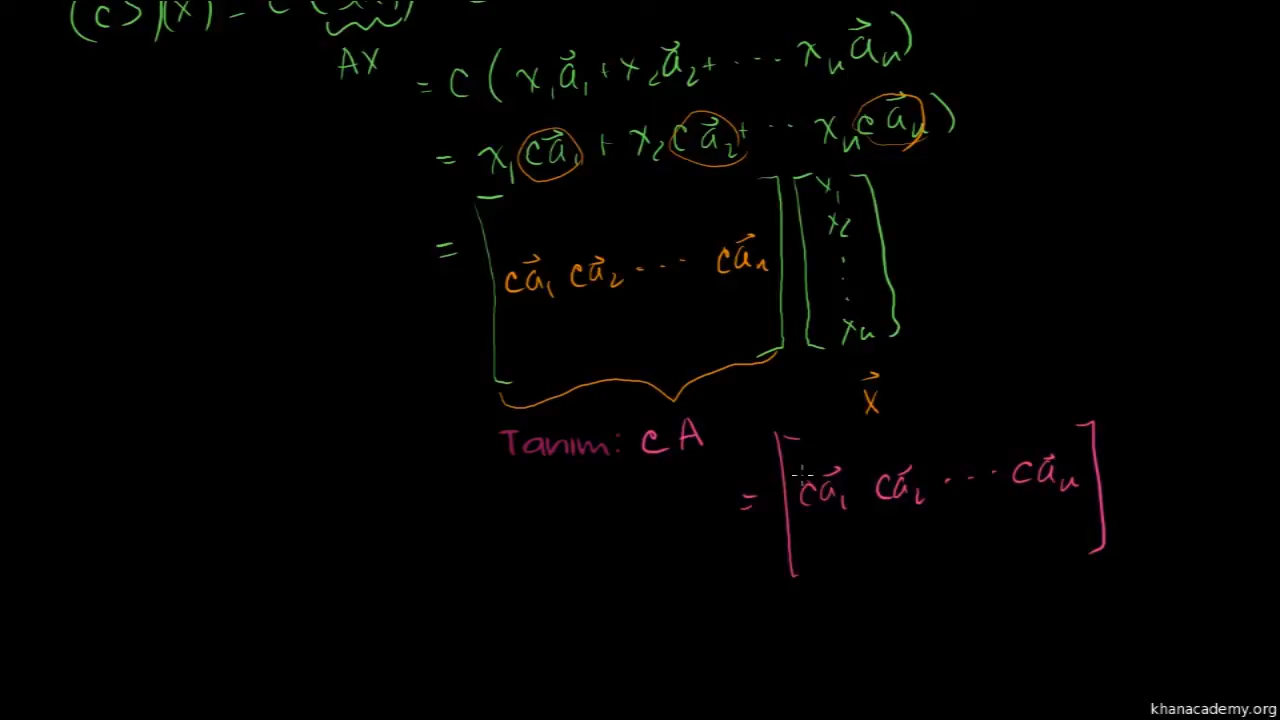 (cS)(x) = c(
AX
= c(x₁a⃗₁ + x₂a⃗₂ + ··· xₙa⃗ₙ)
= x₁ca⃗₁ + x₂ca⃗₂ + ··· xₙca⃗ₙ)
= [ca⃗₁ ca⃗₂ ··· ca⃗ₙ] [x₁
x₂
⋮
xₙ]
x⃗
Tanım: cA
= [ca⃗₁ ca⃗₂ ··· ca⃗ₙ]
khanacademy.org